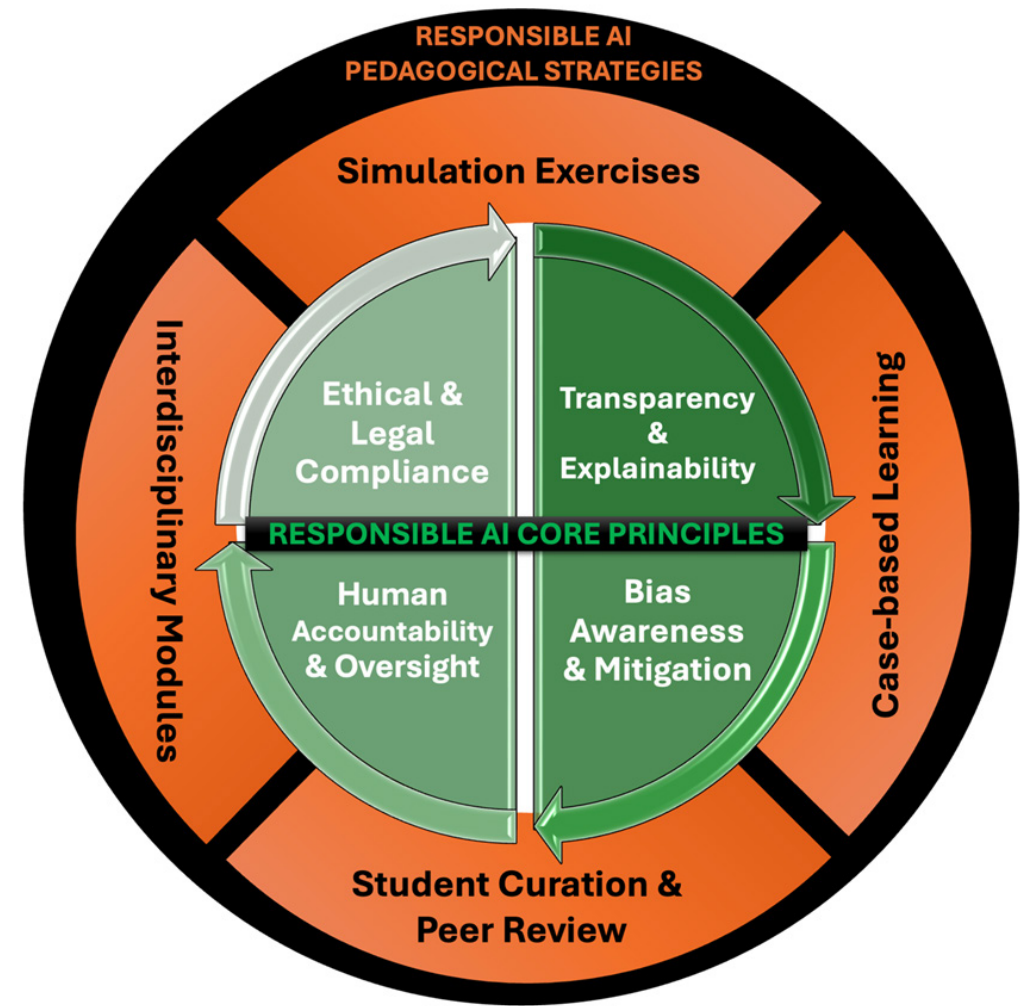 RESPONSIBLE AI
PEDAGOGICAL STRATEGIES
Simulation Exercises
Interdisciplinary Modules
Case-based Learning
Ethical &
Legal
Compliance
Transparency
&
Explainability
RESPONSIBLE AI CORE PRINCIPLES
Human
Accountability
& Oversight
Bias
Awareness
& Mitigation
Student Curation &
Peer Review